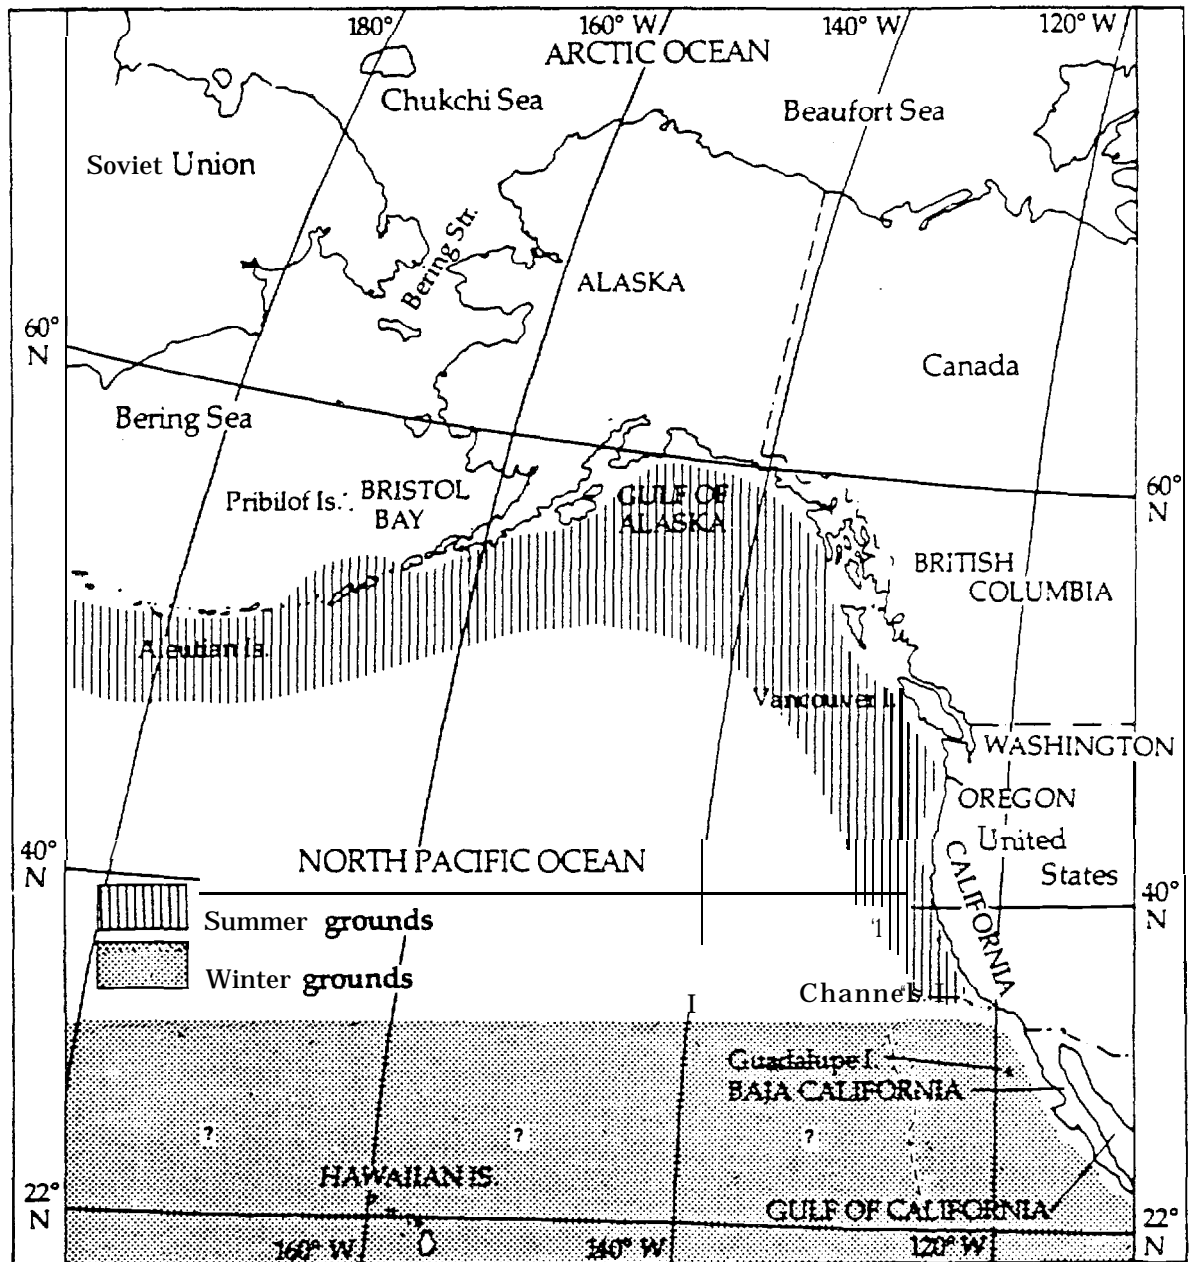 180°
160° W
140° W
120° W
ARCTIC OCEAN
Chukchi Sea
Beaufort Sea
Soviet Union
Bering Str.
ALASKA
60°
N
Canada
Bering Sea
Pribilof Is.
BRISTOL
BAY
GULF OF
ALASKA
60°
N
BRITISH
COLUMBIA
Aleutian Is.
Vancouver I.
WASHINGTON
OREGON
United
States
CALIFORNIA
40°
N
NORTH PACIFIC OCEAN
40°
N
Summer grounds
Winter grounds
Channels. I
I
Guadalupe I.
BAJA CALIFORNIA
?
?
?
HAWAIIAN IS.
22°
N
GULF OF CALIFORNIA
22°
N
160° W
140° W
120° W